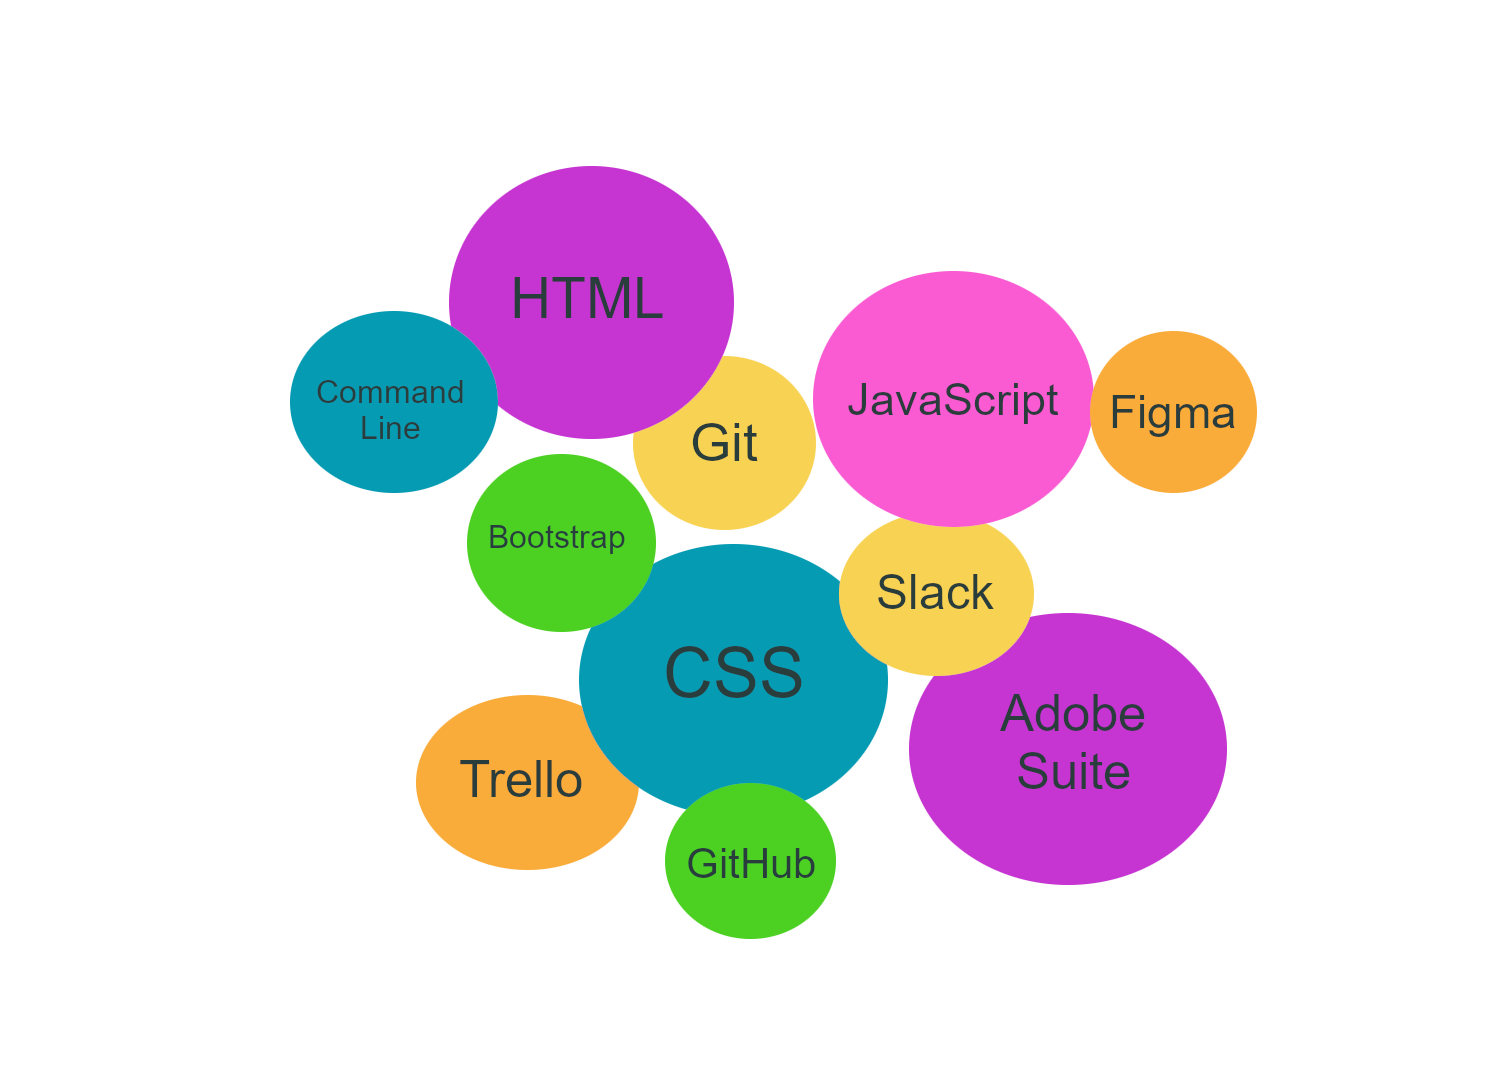 HTML
Command
Line
JavaScript
Figma
Git
Bootstrap
Slack
CSS
Adobe
Suite
Trello
GitHub